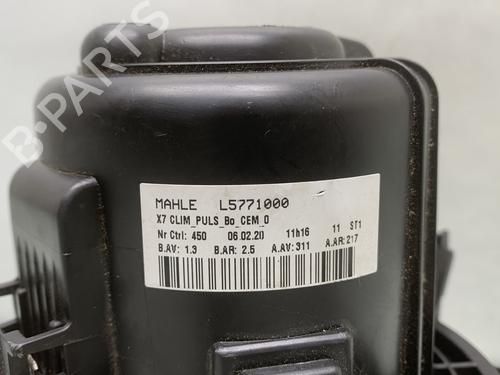 B-PARTS
MAHLE L5771000
X7 CLIM_PULS_Bo_CEM_0
Nr Ctrl: 450 06.02.20 11h16 11 ST1
B.AV: 1.3 B.AR: 2.5 A.AV: 311 A.AR: 217